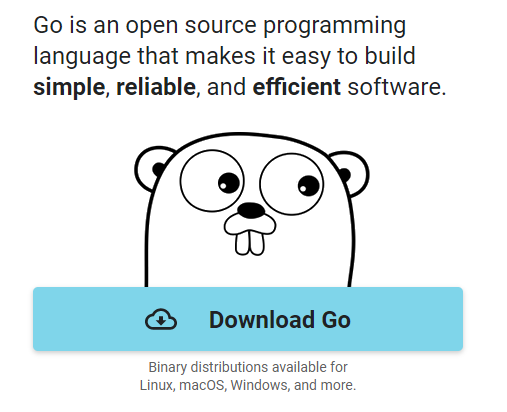 Go is an open source programming
language that makes it easy to build
simple, reliable, and efficient software.
Download Go
Binary distributions available for
Linux, macOS, Windows, and more.